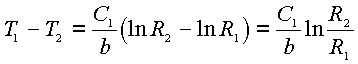 T₁ − T₂ = C₁/b (ln R₂ − ln R₁) = C₁/b ln R₂/R₁